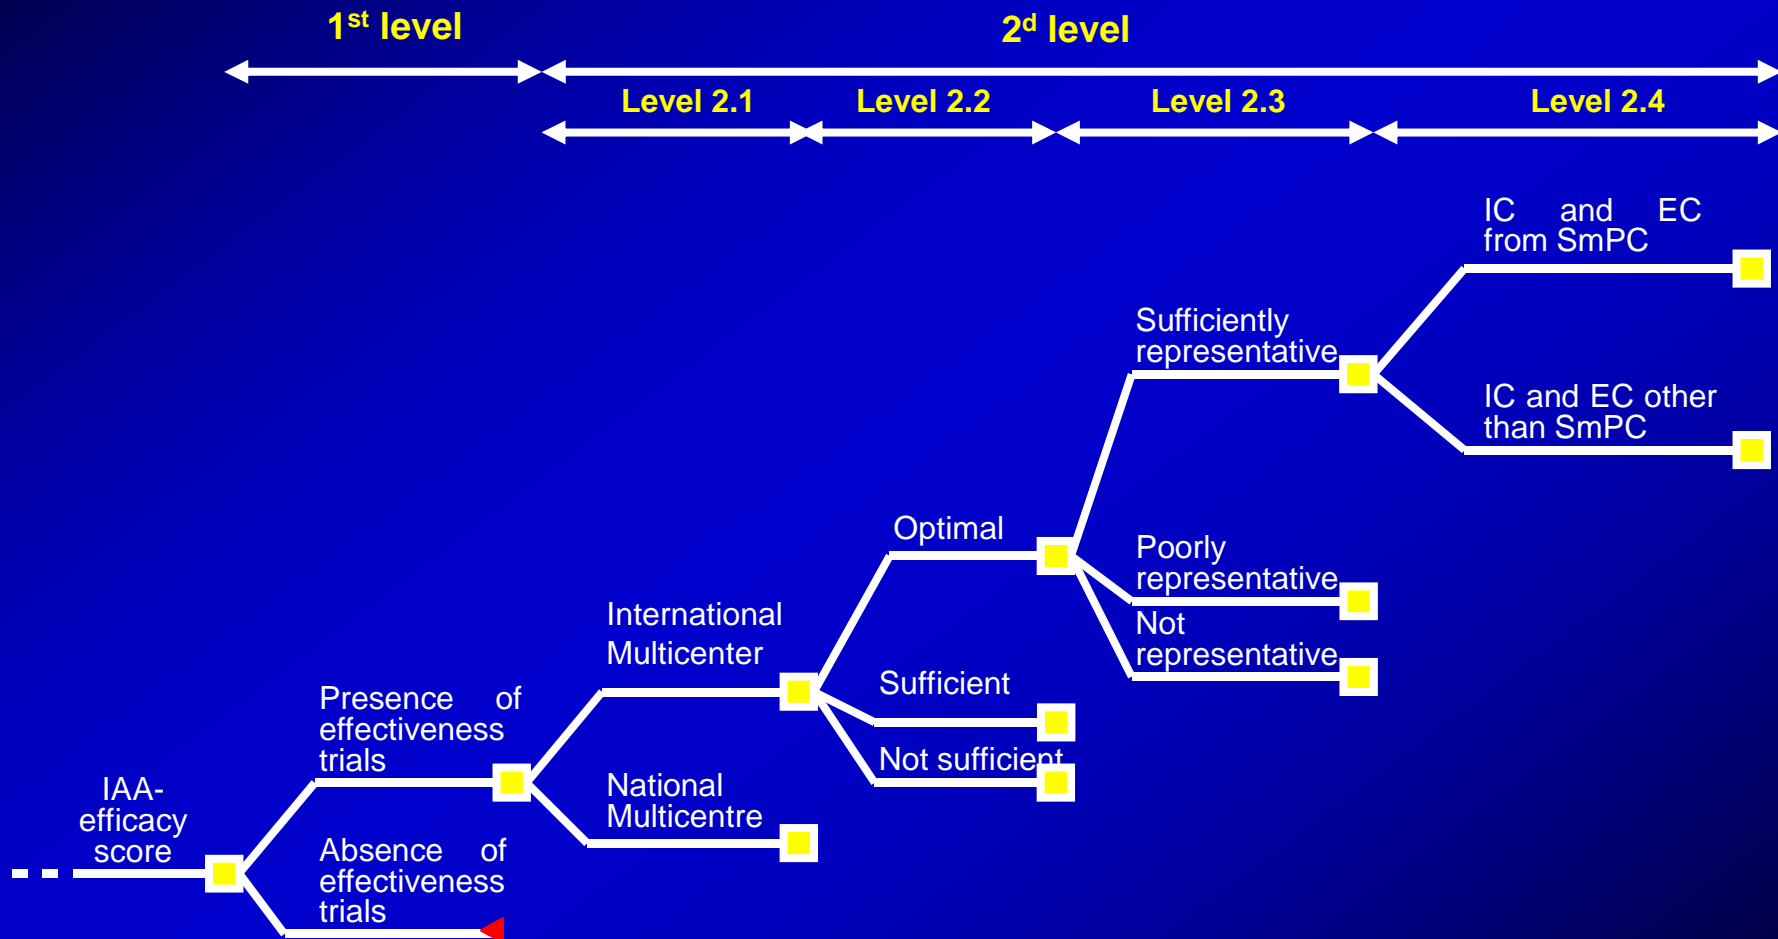 1st level
2d level
Level 2.1
Level 2.2
Level 2.3
Level 2.4
IC and EC
from SmPC
Sufficiently
representative
IC and EC other
than SmPC
Optimal
Poorly
representative
Not
representative
International
Multicenter
Sufficient
Not sufficient
Presence of
effectiveness
trials
National
Multicentre
IAA-
efficacy
score
Absence of
effectiveness
trials